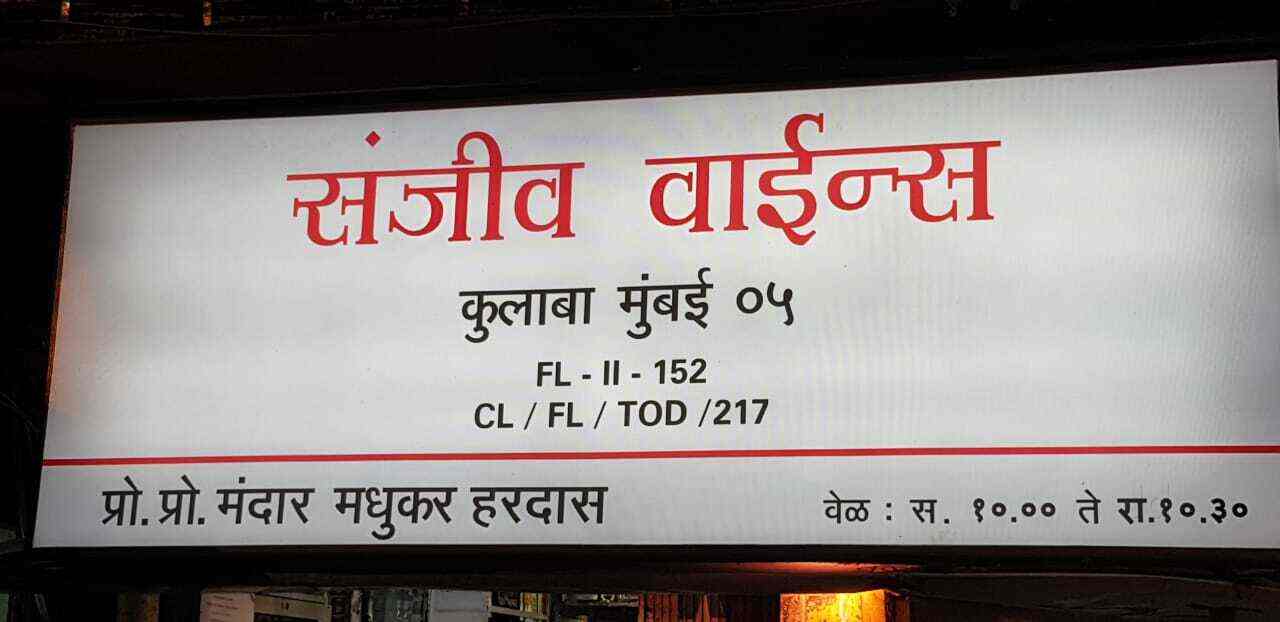 संजीव वाईन्स
कुलाबा मुंबई ०५
FL - II - 152
CL / FL / TOD /217
प्रो. प्रो. मंदार मधुकर हरदास
वेळ : स. १०.०० ते रा.१०.३०